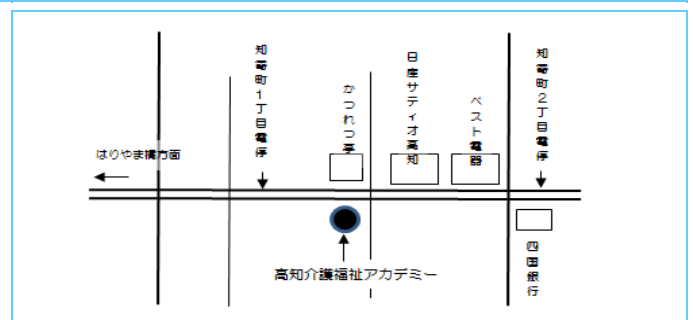 知寄町1丁目電停
かつれつ亭
日産サティオ高知
ベスト電器
知寄町2丁目電停
はりやま橋方面
四国銀行
高知介護福祉アカデミー